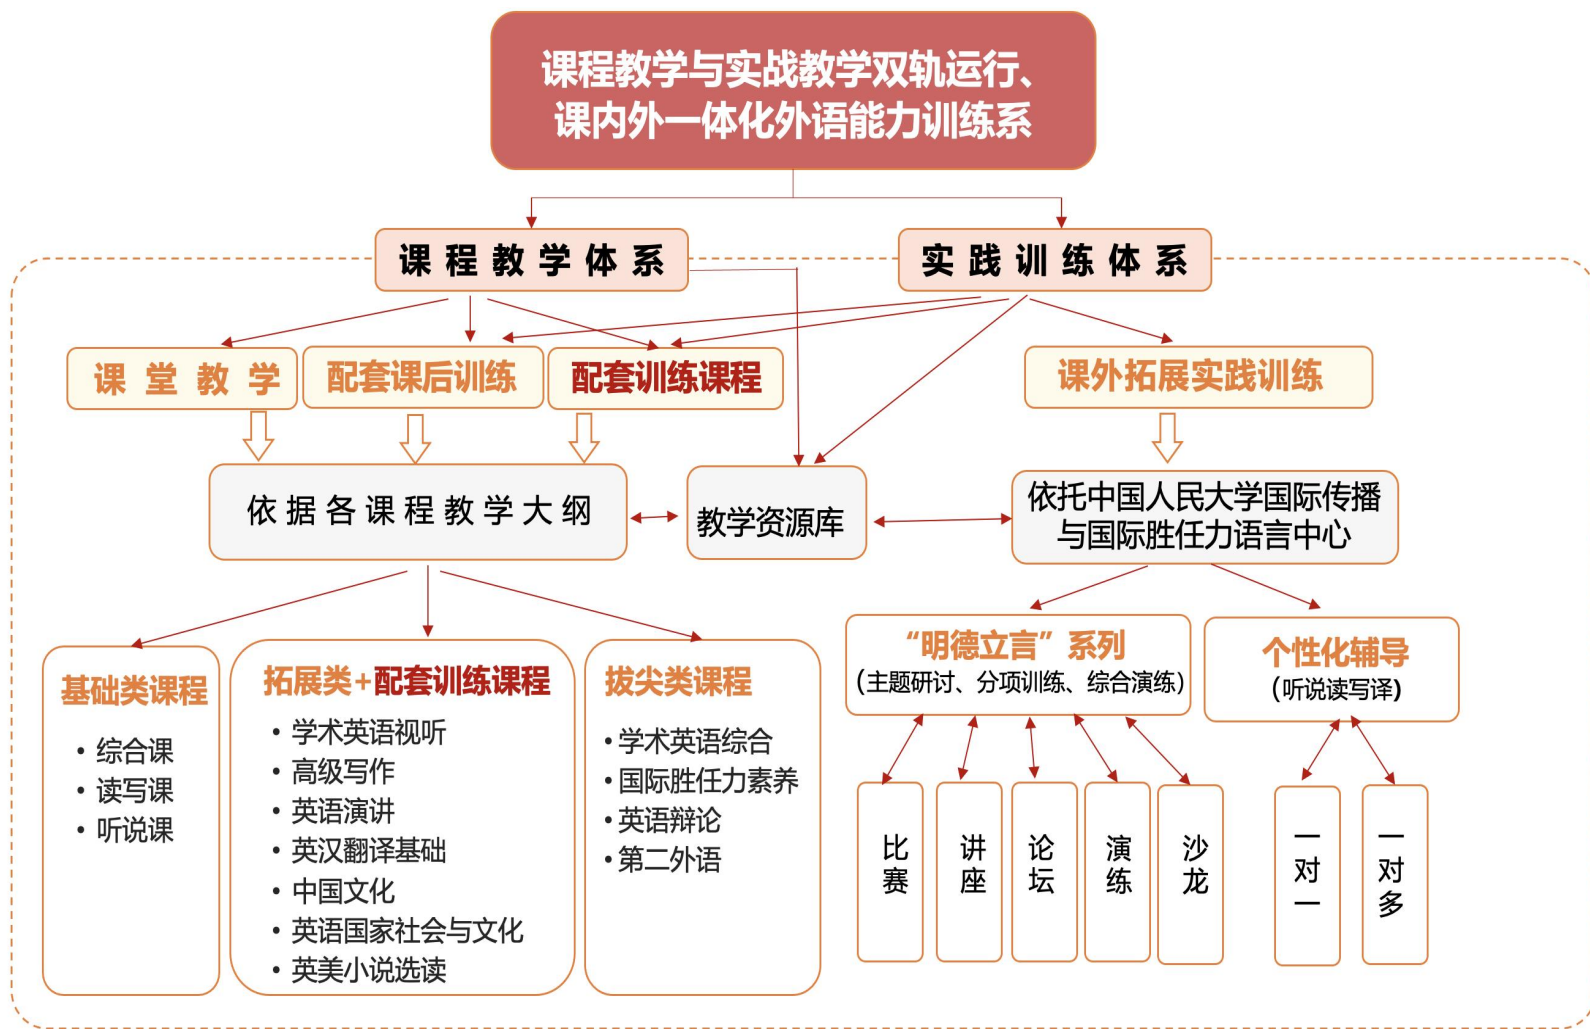 课程教学与实战教学双轨运行、
课内外一体化外语能力训练系
课程教学体系
实践训练体系
课堂教学
配套课后训练
配套训练课程
课外拓展实践训练
依据各课程教学大纲
教学资源库
依托中国人民大学国际传播
与国际胜任力语言中心
基础类课程
• 综合课
• 读写课
• 听说课
拓展类+配套训练课程
• 学术英语视听
• 高级写作
• 英语演讲
• 英汉翻译基础
• 中国文化
• 英语国家社会与文化
• 英美小说选读
拔尖类课程
• 学术英语综合
• 国际胜任力素养
• 英语辩论
• 第二外语
“明德立言”系列
（主题研讨、分项训练、综合演练）
比赛
讲座
论坛
演练
沙龙
个性化辅导
（听说读写译)
一对一
一对多